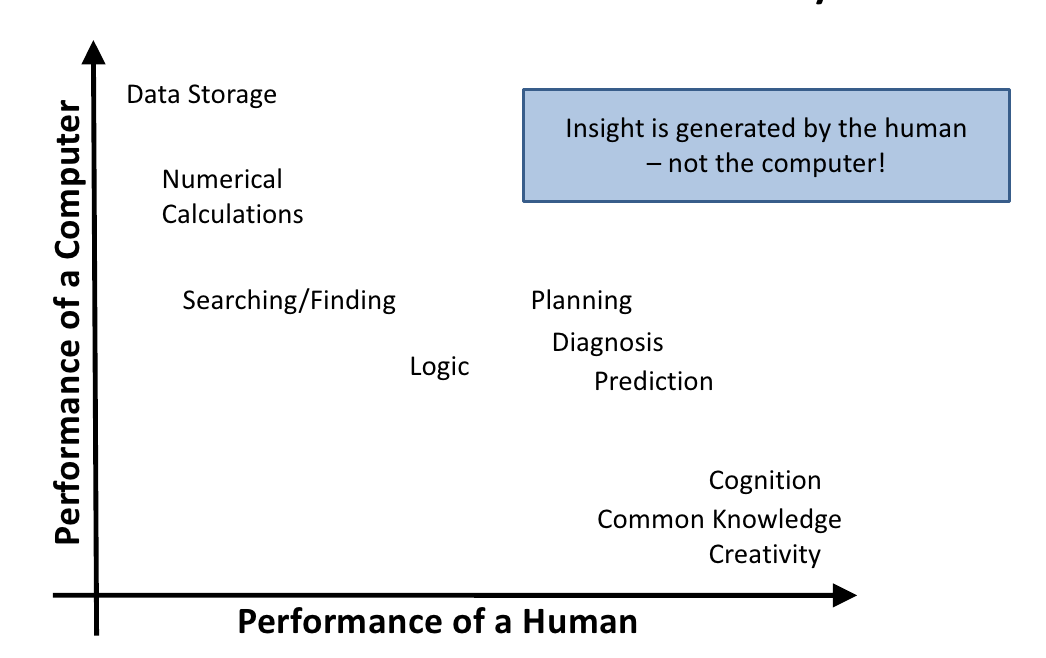 Data Storage
Insight is generated by the human
– not the computer!
Numerical
Calculations
Searching/Finding
Planning
Diagnosis
Logic
Prediction
Cognition
Common Knowledge
Creativity
Performance of a Computer
Performance of a Human